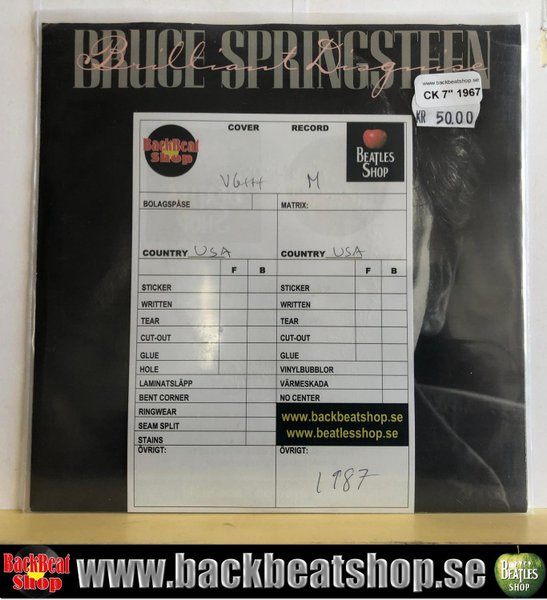 BRUCE SPRINGSTEEN
Brilliant Disguise
www.backbeatshop.se
CK 7" 1967
KR 50.00
BackBeat
Shop
COVER RECORD
BEATLES
SHOP
VG+++ M
BOLAGSPÅSE MATRIX:
COUNTRY USA COUNTRY USA
F B F B
STICKER STICKER
WRITTEN WRITTEN
TEAR TEAR
CUT-OUT CUT-OUT
GLUE GLUE
HOLE VINYLBUBBLOR
LAMINATSLÄPP VÄRMESKADA
BENT CORNER NO CENTER
RINGWEAR
SEAM SPLIT
STAINS
www.backbeatshop.se
www.beatlesshop.se
ÖVRIGT: ÖVRIGT:
1987
BackBeat
Shop
www.backbeatshop.se
BEATLES
SHOP